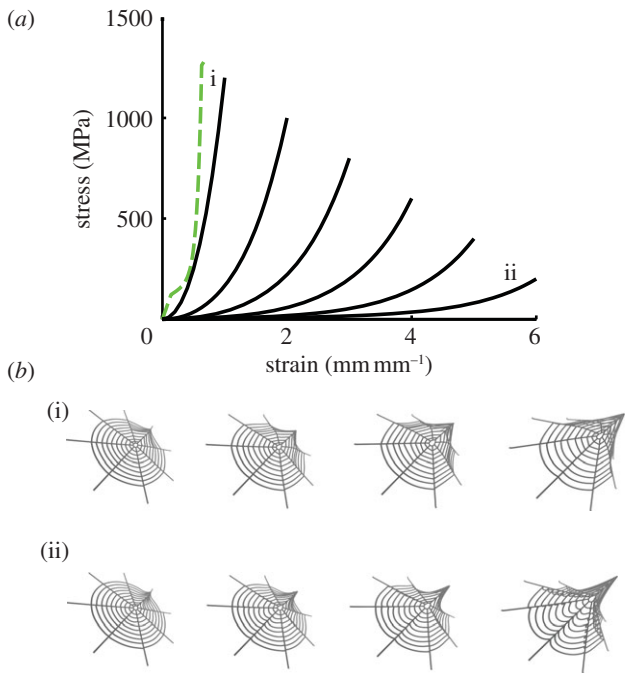 (a)
1500
1000
500
0
stress (MPa)
i
ii
2
4
6
strain (mm mm⁻¹)
(b)
(i)
(ii)